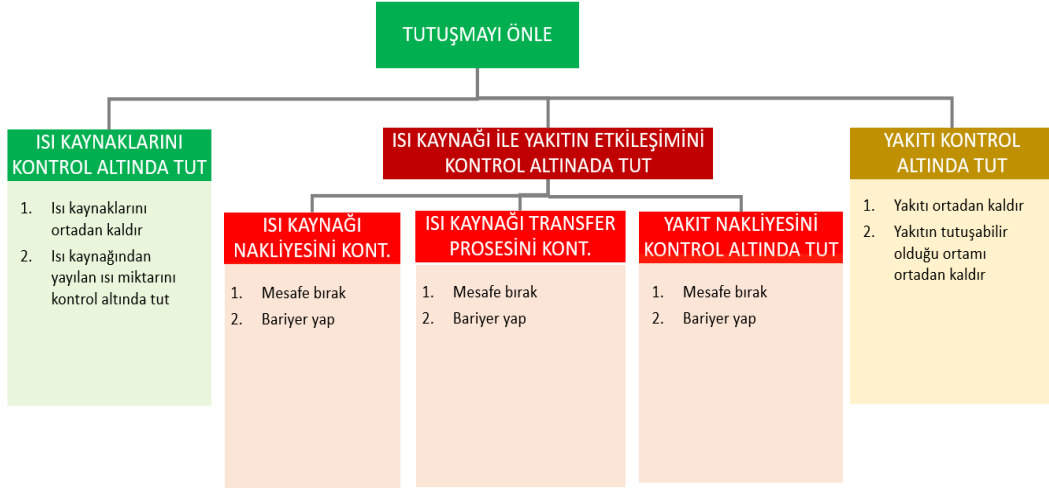 TUTUŞMAYI ÖNLE
ISI KAYNAKLARINI
KONTROL ALTINDA TUT
1. Isı kaynaklarını
ortadan kaldır
2. Isı kaynağından
yayılan ısı miktarını
kontrol altında tut
ISI KAYNAĞI İLE YAKITIN ETKİLEŞİMİNİ
KONTROL ALTINADA TUT
ISI KAYNAĞI
NAKLİYESİNİ KONT.
1. Mesafe bırak
2. Bariyer yap
ISI KAYNAĞI TRANSFER
PROSESİNİ KONT.
1. Mesafe bırak
2. Bariyer yap
YAKIT NAKLİYESİNİ
KONTROL ALTINDA TUT
1. Mesafe bırak
2. Bariyer yap
YAKITI KONTROL
ALTINDA TUT
1. Yakıtı ortadan kaldır
2. Yakıtın tutuşabilir
olduğu ortamı
ortadan kaldır